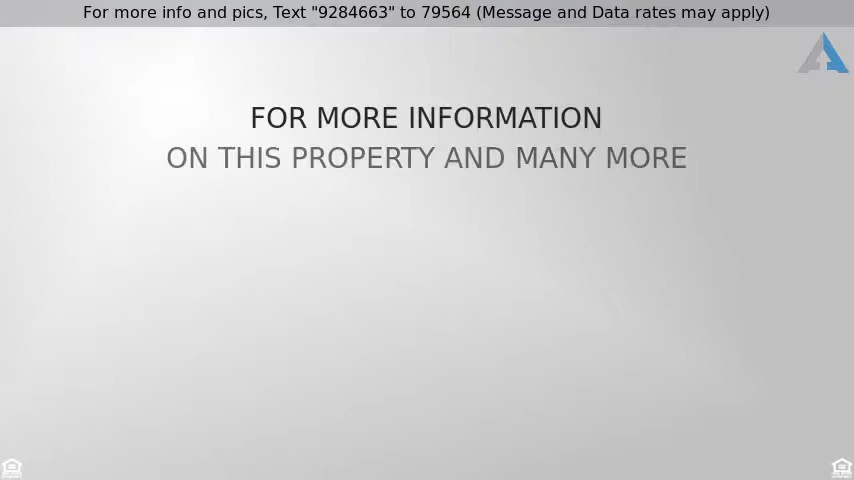 For more info and pics, Text "9284663" to 79564 (Message and Data rates may apply)
FOR MORE INFORMATION
ON THIS PROPERTY AND MANY MORE